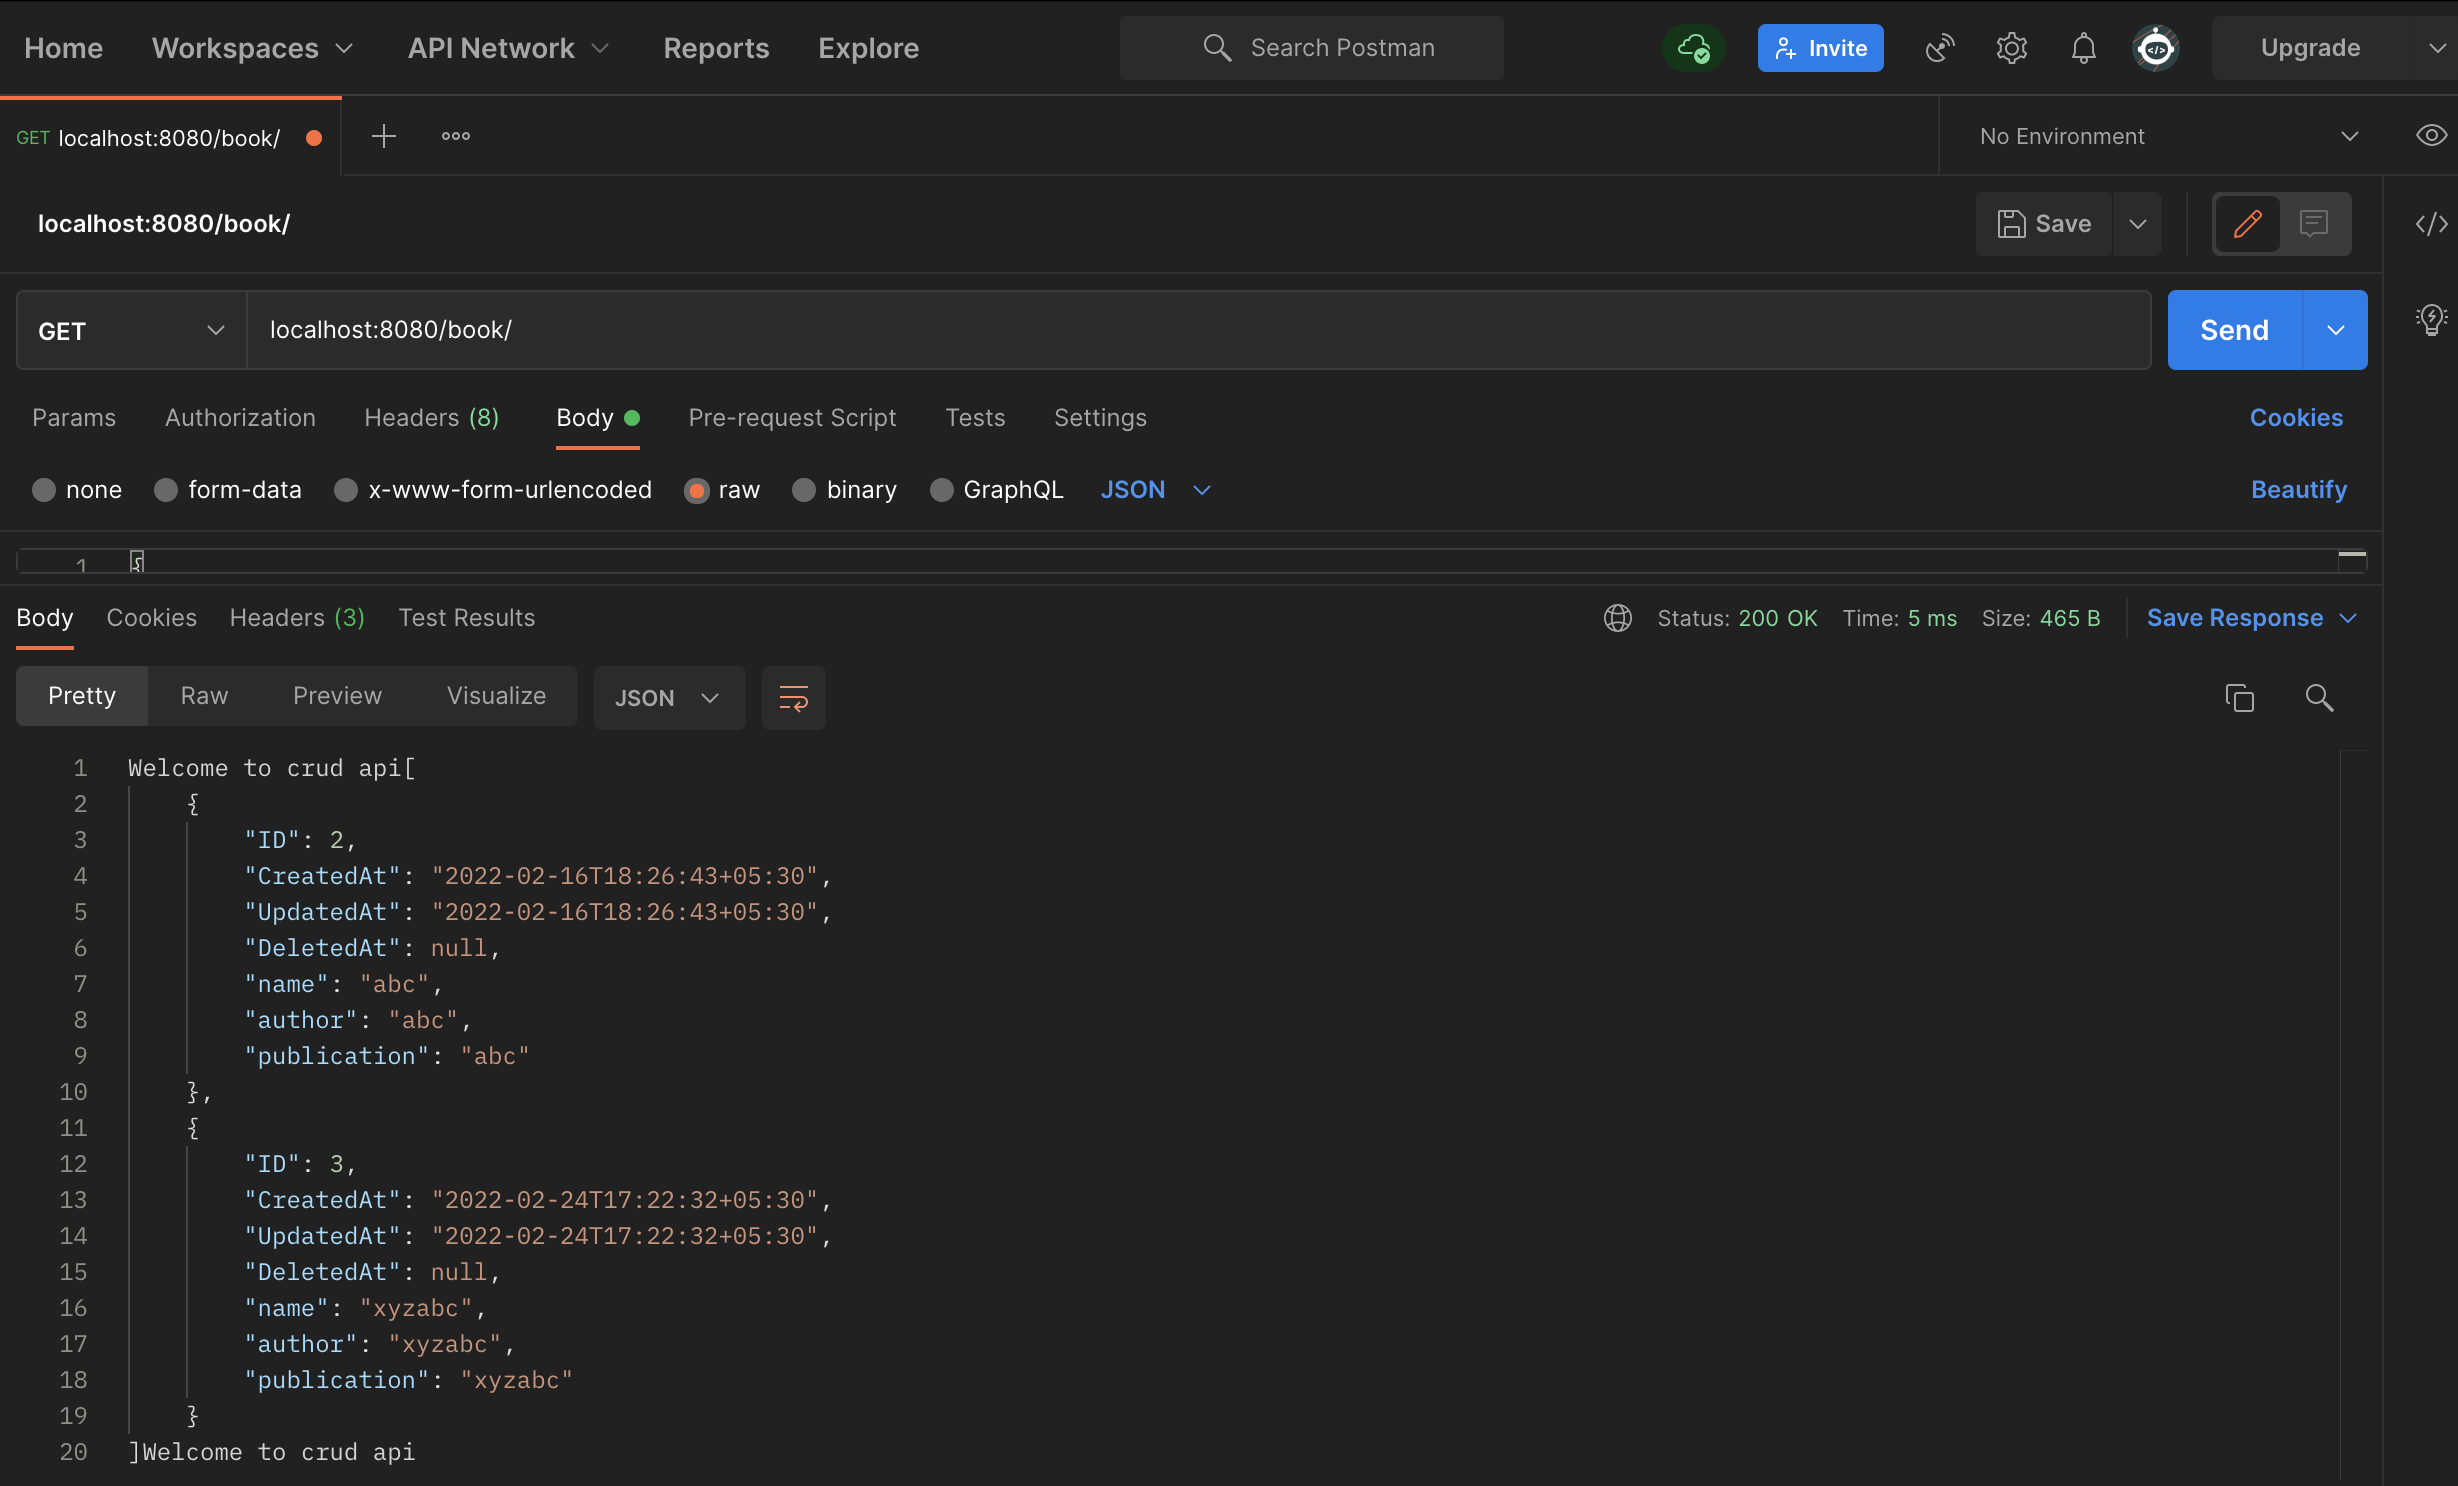 Home Workspaces API Network Reports Explore Search Postman Invite Upgrade
GET localhost:8080/book/ No Environment
localhost:8080/book/ Save
GET localhost:8080/book/ Send
Params Authorization Headers (8) Body Pre-request Script Tests Settings Cookies
none form-data x-www-form-urlencoded raw binary GraphQL JSON Beautify
1 {
Body Cookies Headers (3) Test Results Status: 200 OK Time: 5 ms Size: 465 B Save Response
Pretty Raw Preview Visualize JSON
1 Welcome to crud api[
2 {
3 "ID": 2,
4 "CreatedAt": "2022-02-16T18:26:43+05:30",
5 "UpdatedAt": "2022-02-16T18:26:43+05:30",
6 "DeletedAt": null,
7 "name": "abc",
8 "author": "abc",
9 "publication": "abc"
10 },
11 {
12 "ID": 3,
13 "CreatedAt": "2022-02-24T17:22:32+05:30",
14 "UpdatedAt": "2022-02-24T17:22:32+05:30",
15 "DeletedAt": null,
16 "name": "xyzabc",
17 "author": "xyzabc",
18 "publication": "xyzabc"
19 }
20 ]Welcome to crud api